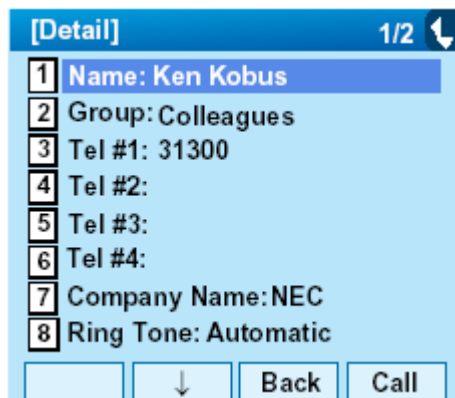 [Detail] 1/2
1 Name: Ken Kobus
2 Group: Colleagues
3 Tel #1: 31300
4 Tel #2:
5 Tel #3:
6 Tel #4:
7 Company Name:NEC
8 Ring Tone: Automatic
↓ Back Call